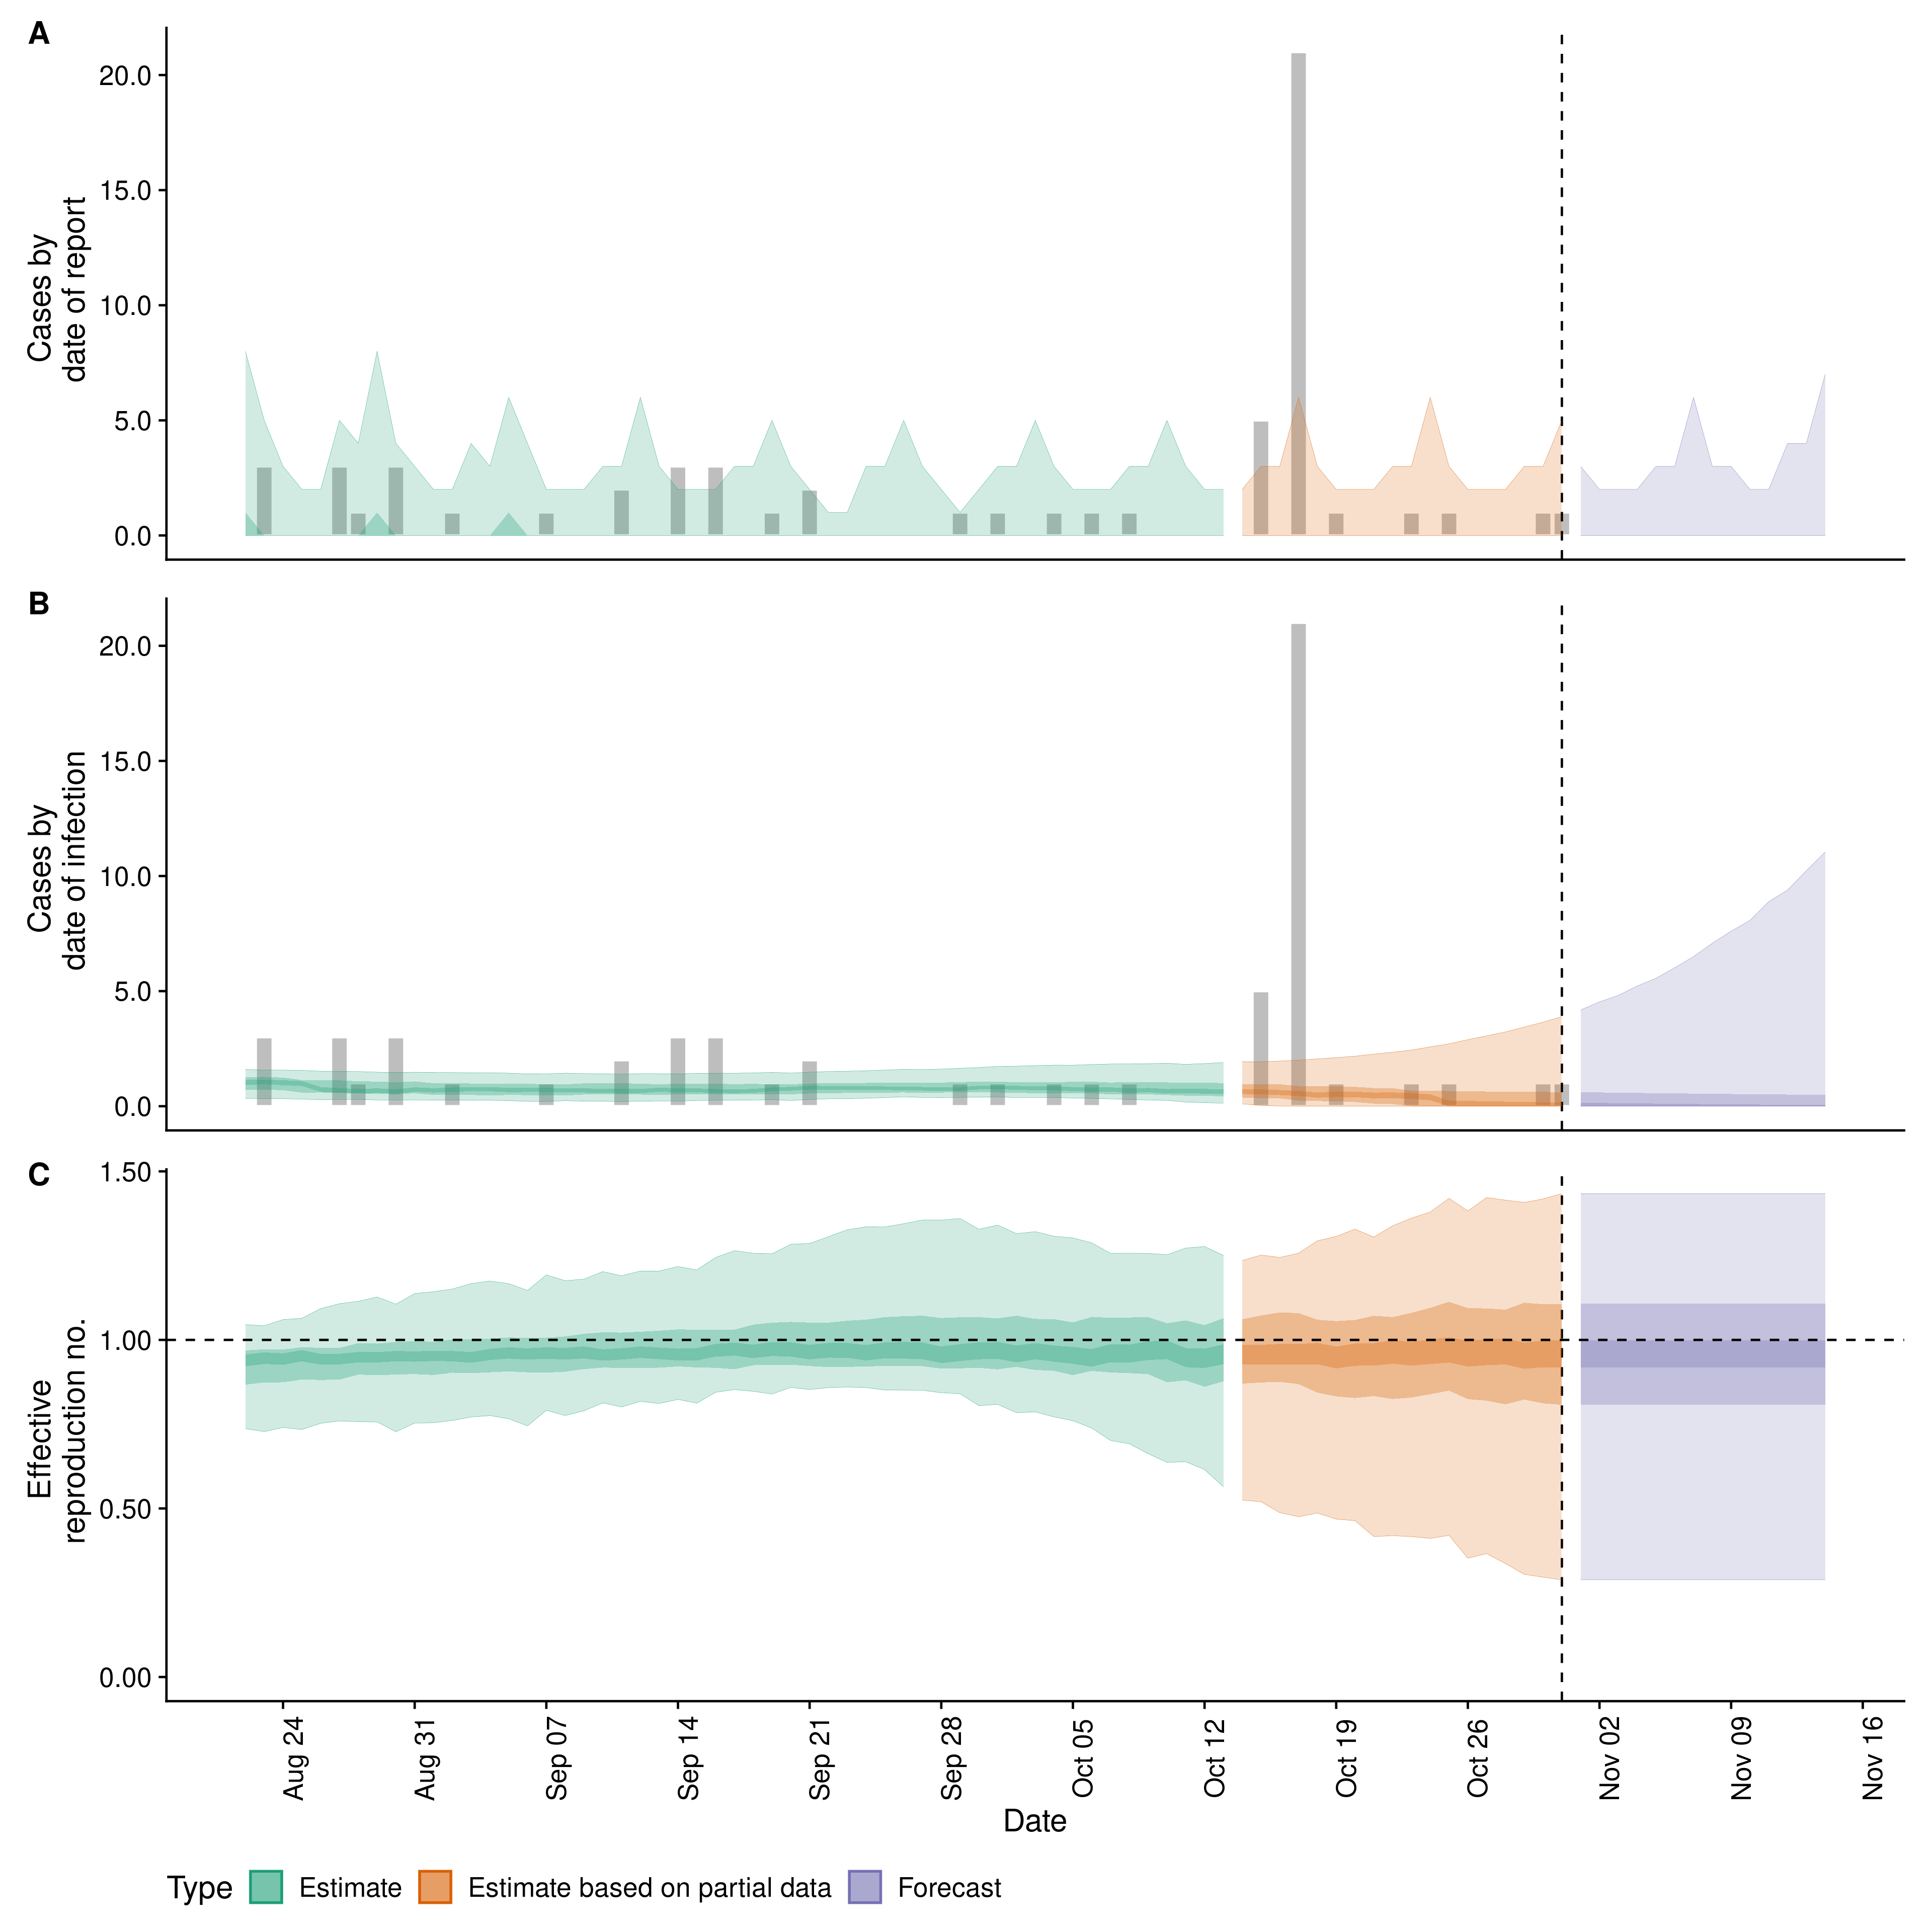 A
Cases by
date of report
20.0
15.0
10.0
5.0
0.0
B
Cases by
date of infection
20.0
15.0
10.0
5.0
0.0
C
Effective
reproduction no.
1.50
1.00
0.50
0.00
Aug 24
Aug 31
Sep 07
Sep 14
Sep 21
Sep 28
Oct 05
Oct 12
Oct 19
Oct 26
Nov 02
Nov 09
Nov 16
Date
Type Estimate Estimate based on partial data Forecast